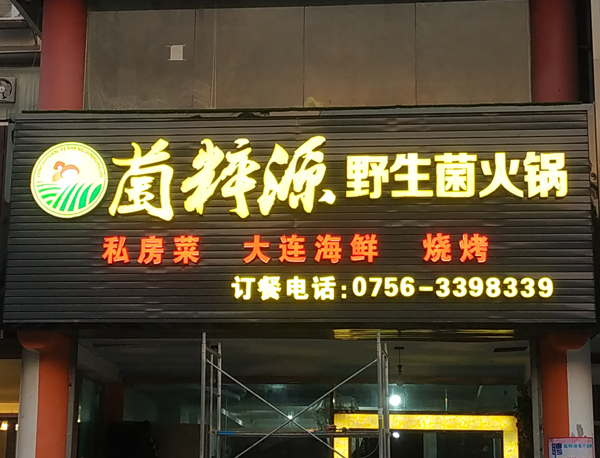 菌粹源 野生菌火锅
私房菜 大连海鲜 烧烤
订餐电话:0756-3398339